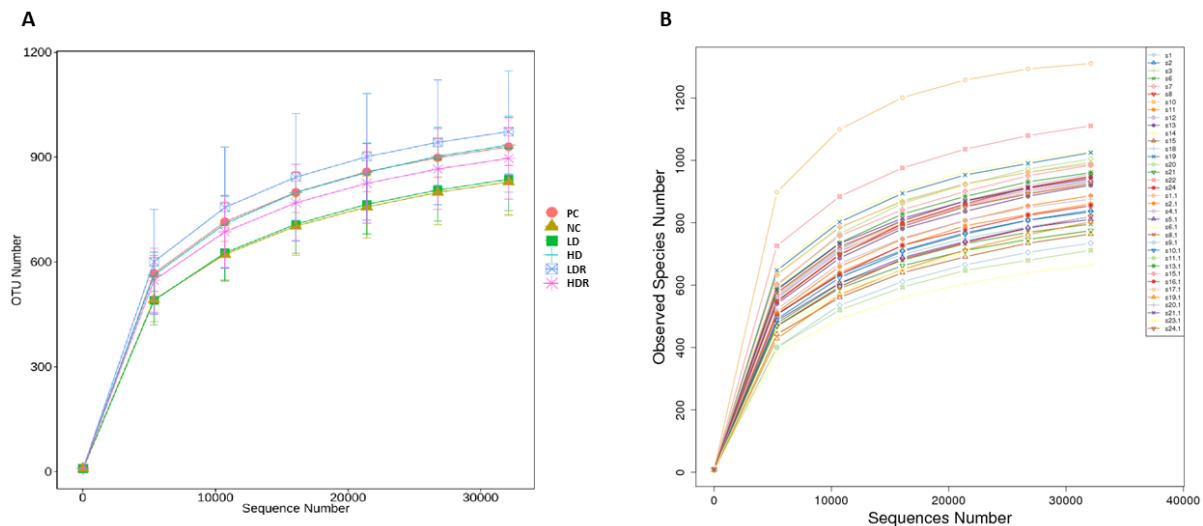 A
1200
900
600
300
0
OTU Number
0
10000
20000
30000
Sequence Number
PC
NC
LD
HD
LDR
HDR
B
1200
1000
800
600
400
200
0
Observed Species Number
0
10000
20000
30000
40000
Sequences Number
s1
s2
s3
s6
s7
s8
s10
s11
s12
s13
s14
s15
s18
s19
s20
s21
s22
s24
s1.1
s2.1
s4.1
s5.1
s6.1
s8.1
s9.1
s10.1
s11.1
s13.1
s15.1
s16.1
s17.1
s19.1
s20.1
s21.1
s23.1
s24.1